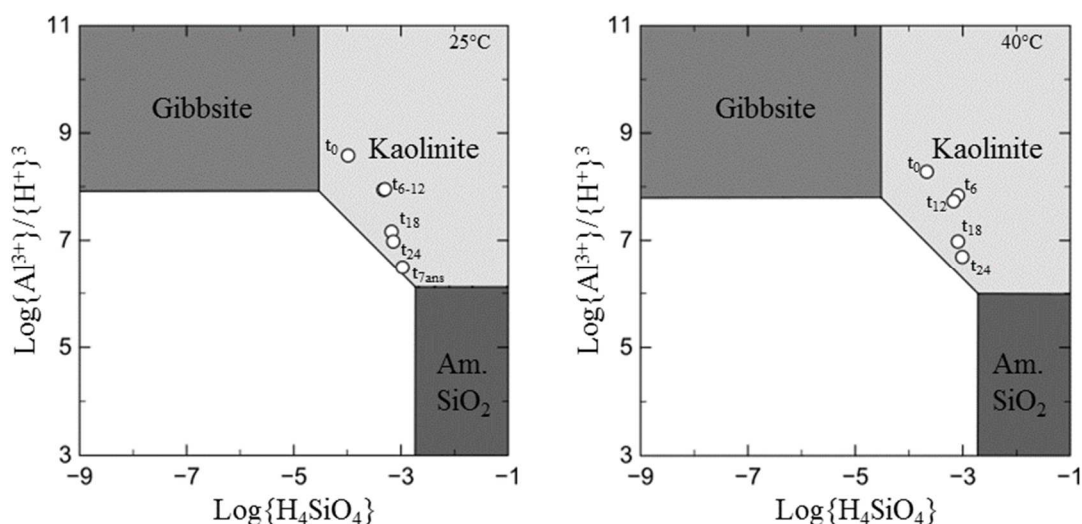 11
9
7
5
3
−9
−7
−5
−3
−1
Log{Al³⁺}/{H⁺}³
Log{H₄SiO₄}
25°C
Gibbsite
Kaolinite
t₀
t₆₋₁₂
t₁₈
t₂₄
t₇ₐₙₛ
Am.
SiO₂
11
9
7
5
3
−9
−7
−5
−3
−1
Log{Al³⁺}/{H⁺}³
Log{H₄SiO₄}
40°C
Gibbsite
Kaolinite
t₀
t₆
t₁₂
t₁₈
t₂₄
Am.
SiO₂